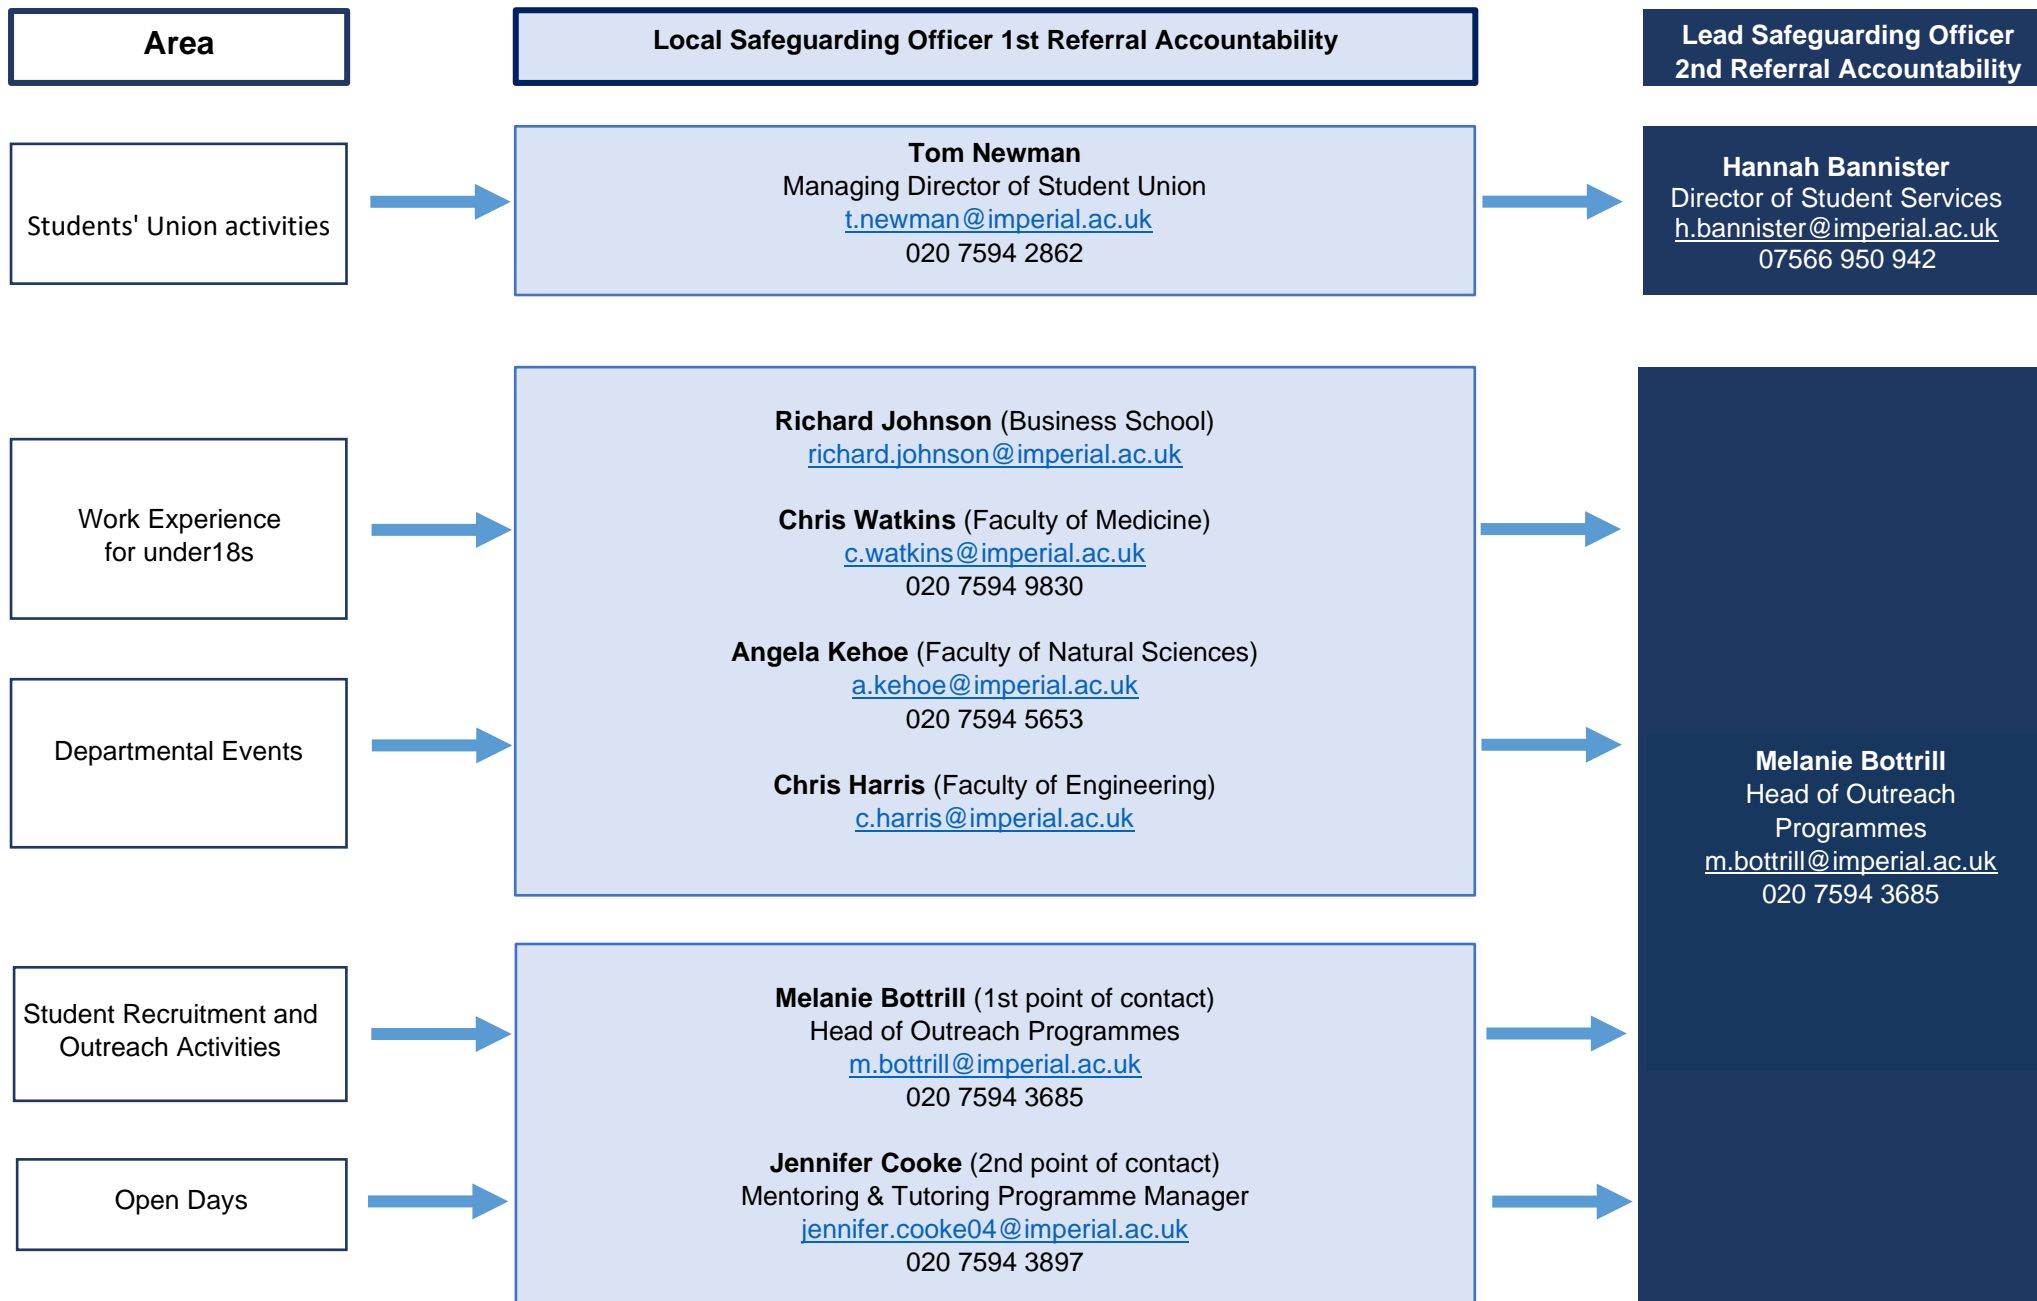 Area
Local Safeguarding Officer 1st Referral Accountability
Lead Safeguarding Officer
2nd Referral Accountability
Students' Union activities
Tom Newman
Managing Director of Student Union
t.newman@imperial.ac.uk
020 7594 2862
Hannah Bannister
Director of Student Services
h.bannister@imperial.ac.uk
07566 950 942
Work Experience
for under18s
Departmental Events
Richard Johnson (Business School)
richard.johnson@imperial.ac.uk
Chris Watkins (Faculty of Medicine)
c.watkins@imperial.ac.uk
020 7594 9830
Angela Kehoe (Faculty of Natural Sciences)
a.kehoe@imperial.ac.uk
020 7594 5653
Chris Harris (Faculty of Engineering)
c.harris@imperial.ac.uk
Melanie Bottrill
Head of Outreach
Programmes
m.bottrill@imperial.ac.uk
020 7594 3685
Student Recruitment and
Outreach Activities
Open Days
Melanie Bottrill (1st point of contact)
Head of Outreach Programmes
m.bottrill@imperial.ac.uk
020 7594 3685
Jennifer Cooke (2nd point of contact)
Mentoring & Tutoring Programme Manager
jennifer.cooke04@imperial.ac.uk
020 7594 3897